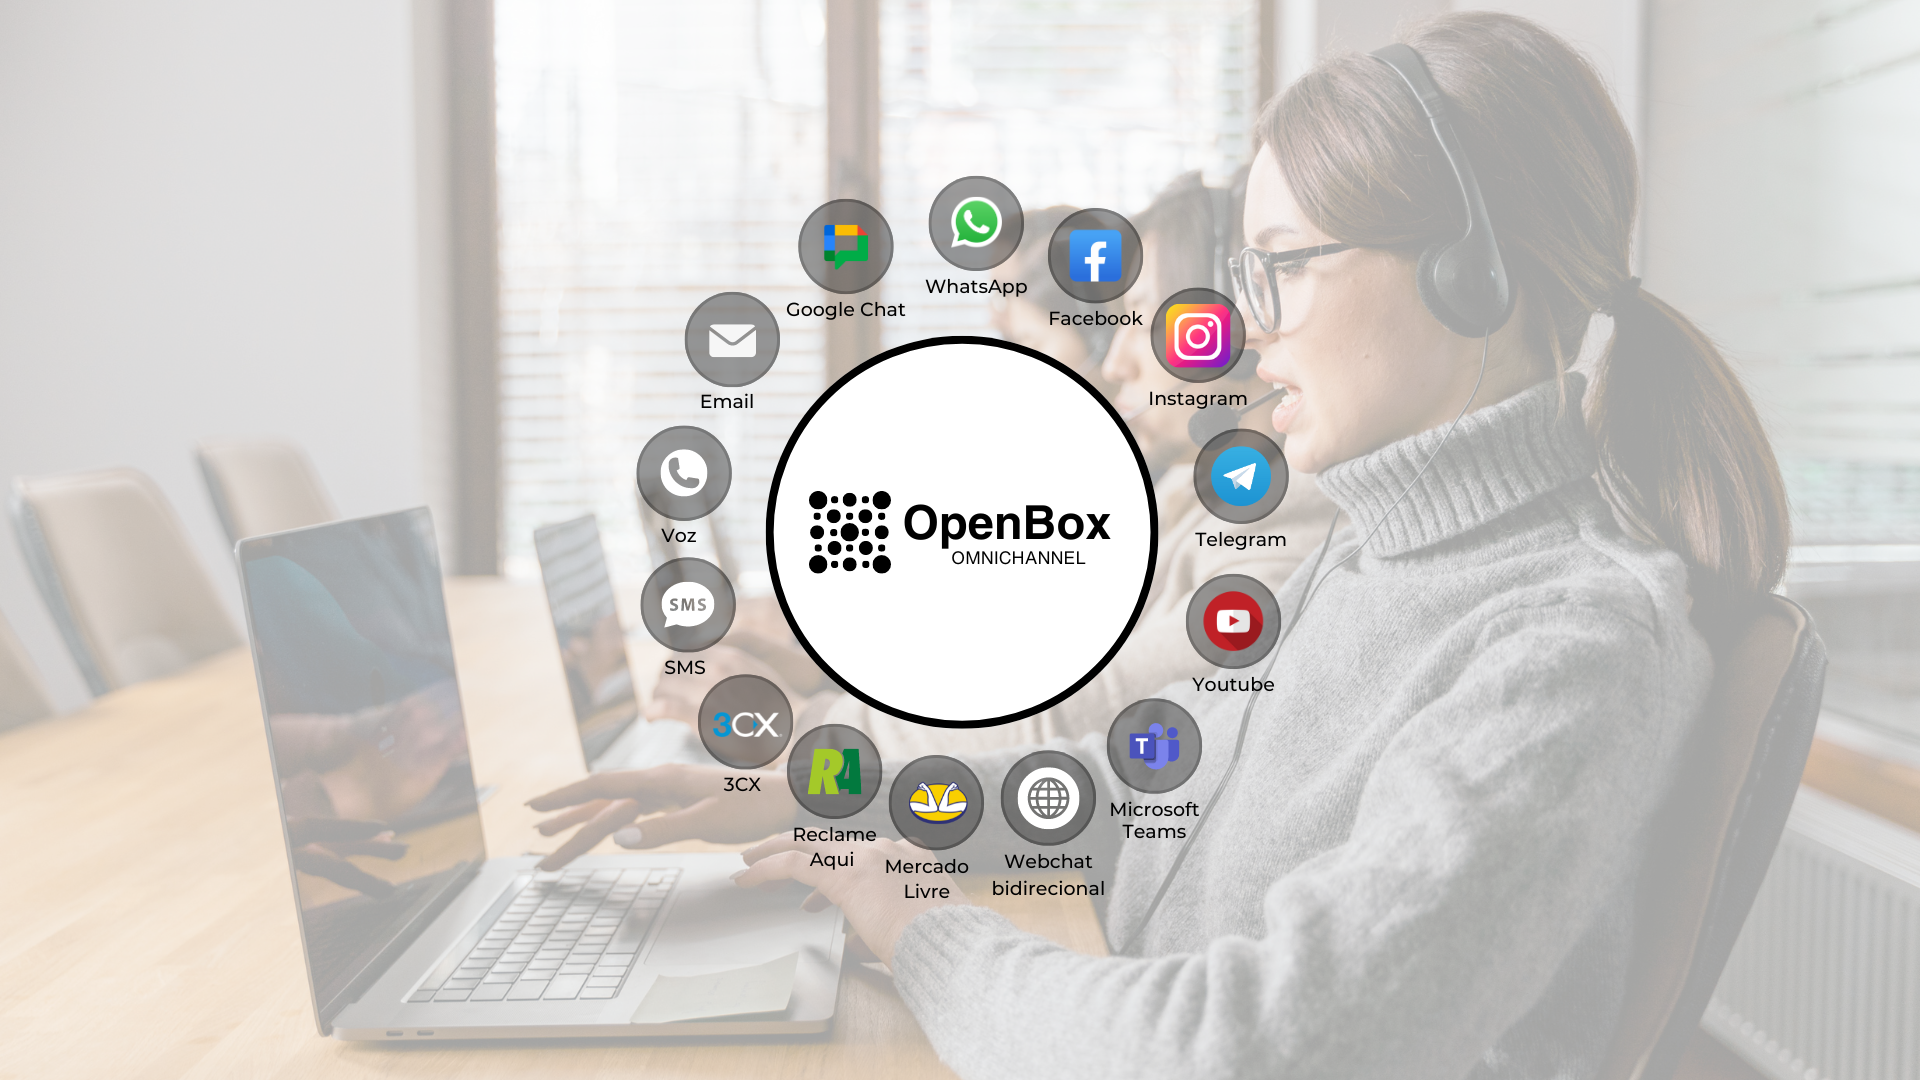 WhatsApp
Google Chat
Facebook
Email
Instagram
Voz
OpenBox
OMNICHANNEL
Telegram
SMS
SMS
Youtube
3CX
3CX
RA
T
Microsoft
Teams
Reclame
Aqui
Mercado
Livre
Webchat
bidirecional